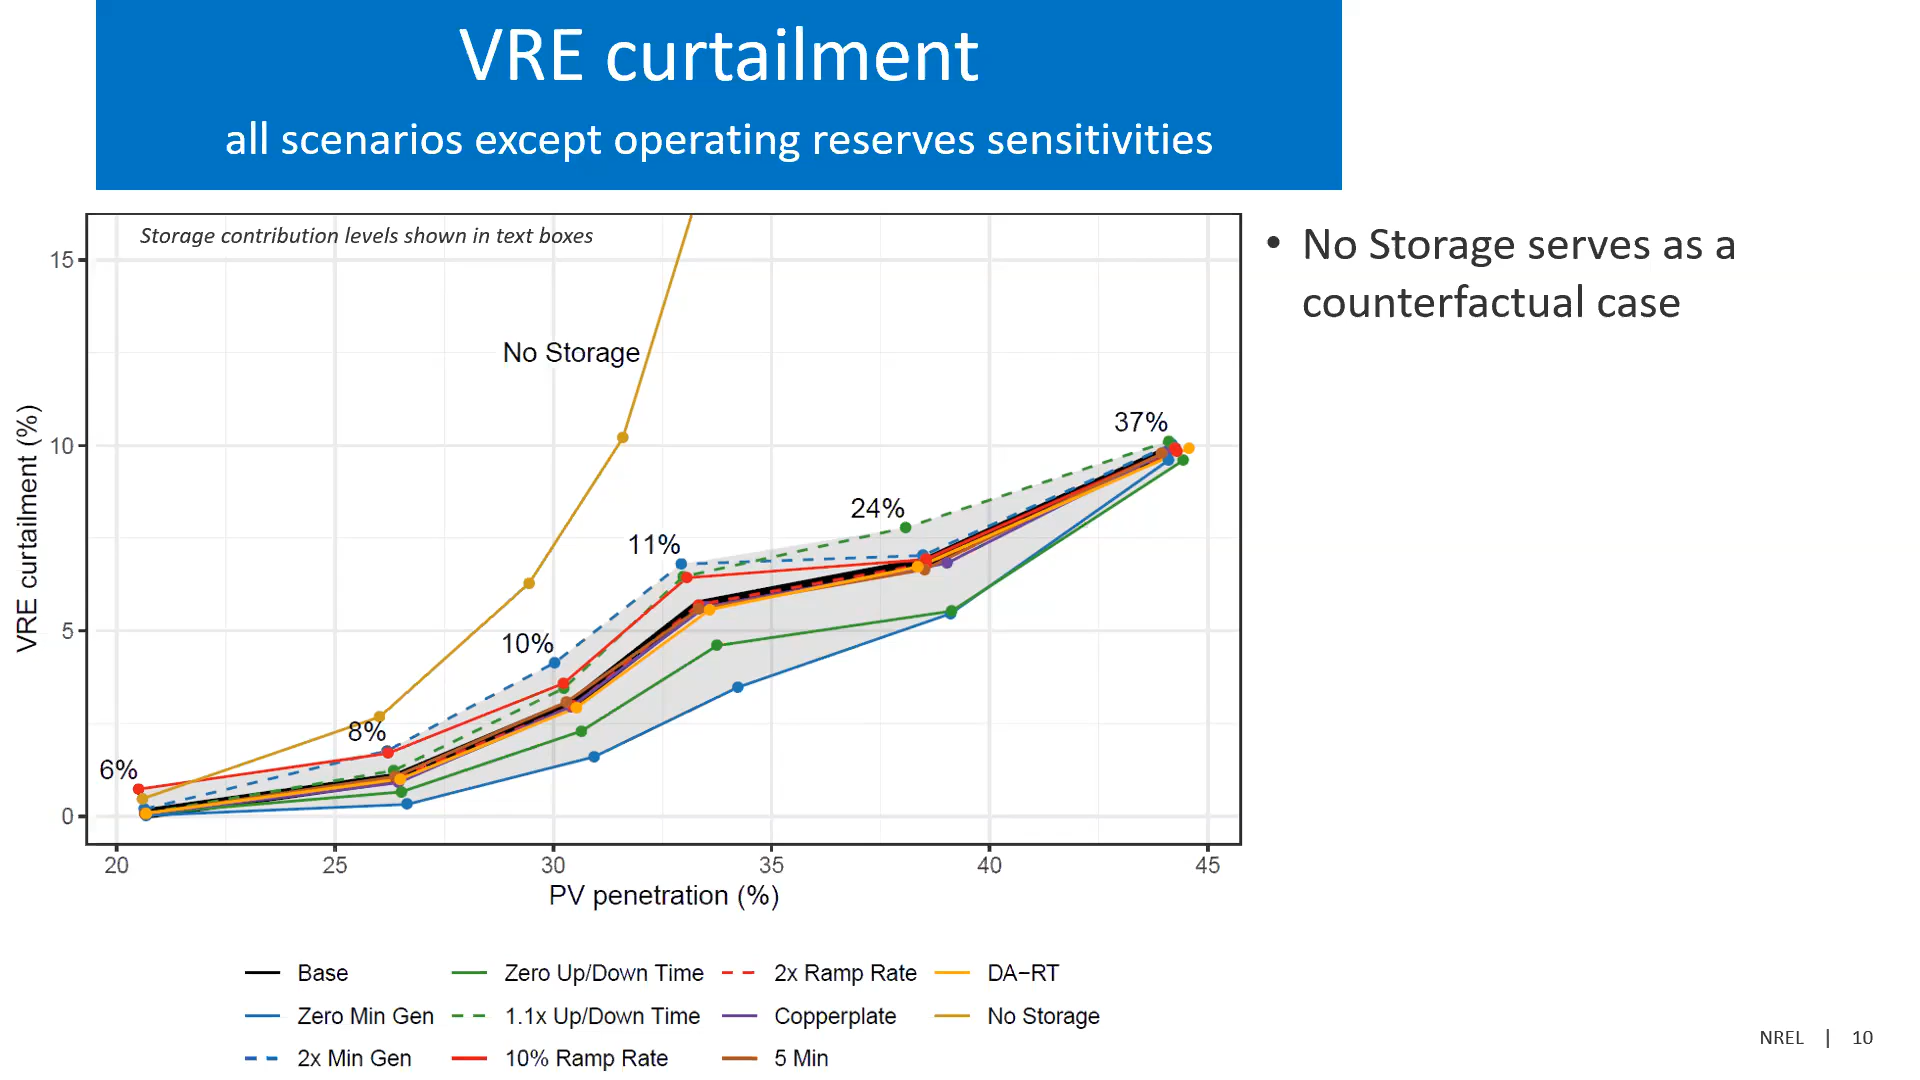 VRE curtailment
all scenarios except operating reserves sensitivities
Storage contribution levels shown in text boxes
• No Storage serves as a
counterfactual case
15
No Storage
37%
10
24%
11%
10%
5
8%
6%
0
VRE curtailment (%)
20 25 30 35 40 45
PV penetration (%)
Base Zero Up/Down Time 2x Ramp Rate DA−RT
Zero Min Gen 1.1x Up/Down Time Copperplate No Storage
2x Min Gen 10% Ramp Rate 5 Min
NREL | 10